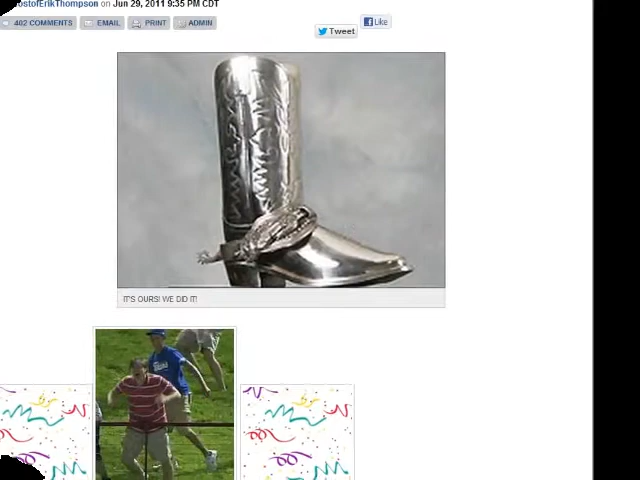 ostofErikThompson on Jun 29, 2011 9:35 PM CDT
402 COMMENTS EMAIL PRINT ADMIN
Tweet Like
IT'S OURS! WE DID IT!